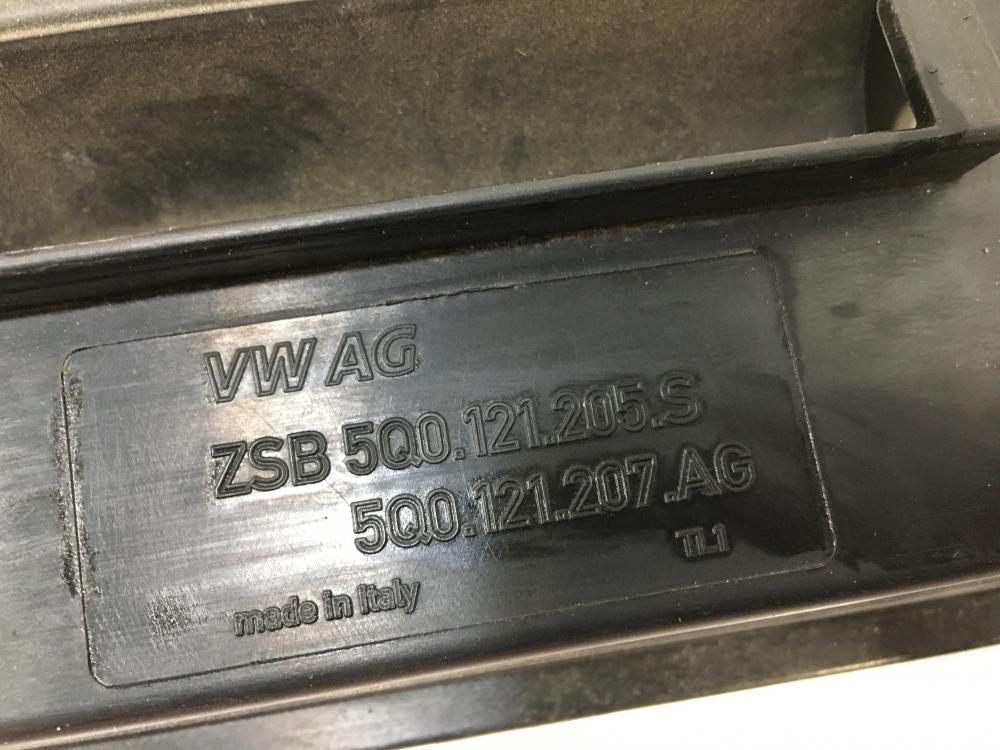 VW AG
ZSB 5Q0.121.205.S
5Q0.121.207.AG
TL1
made in Italy